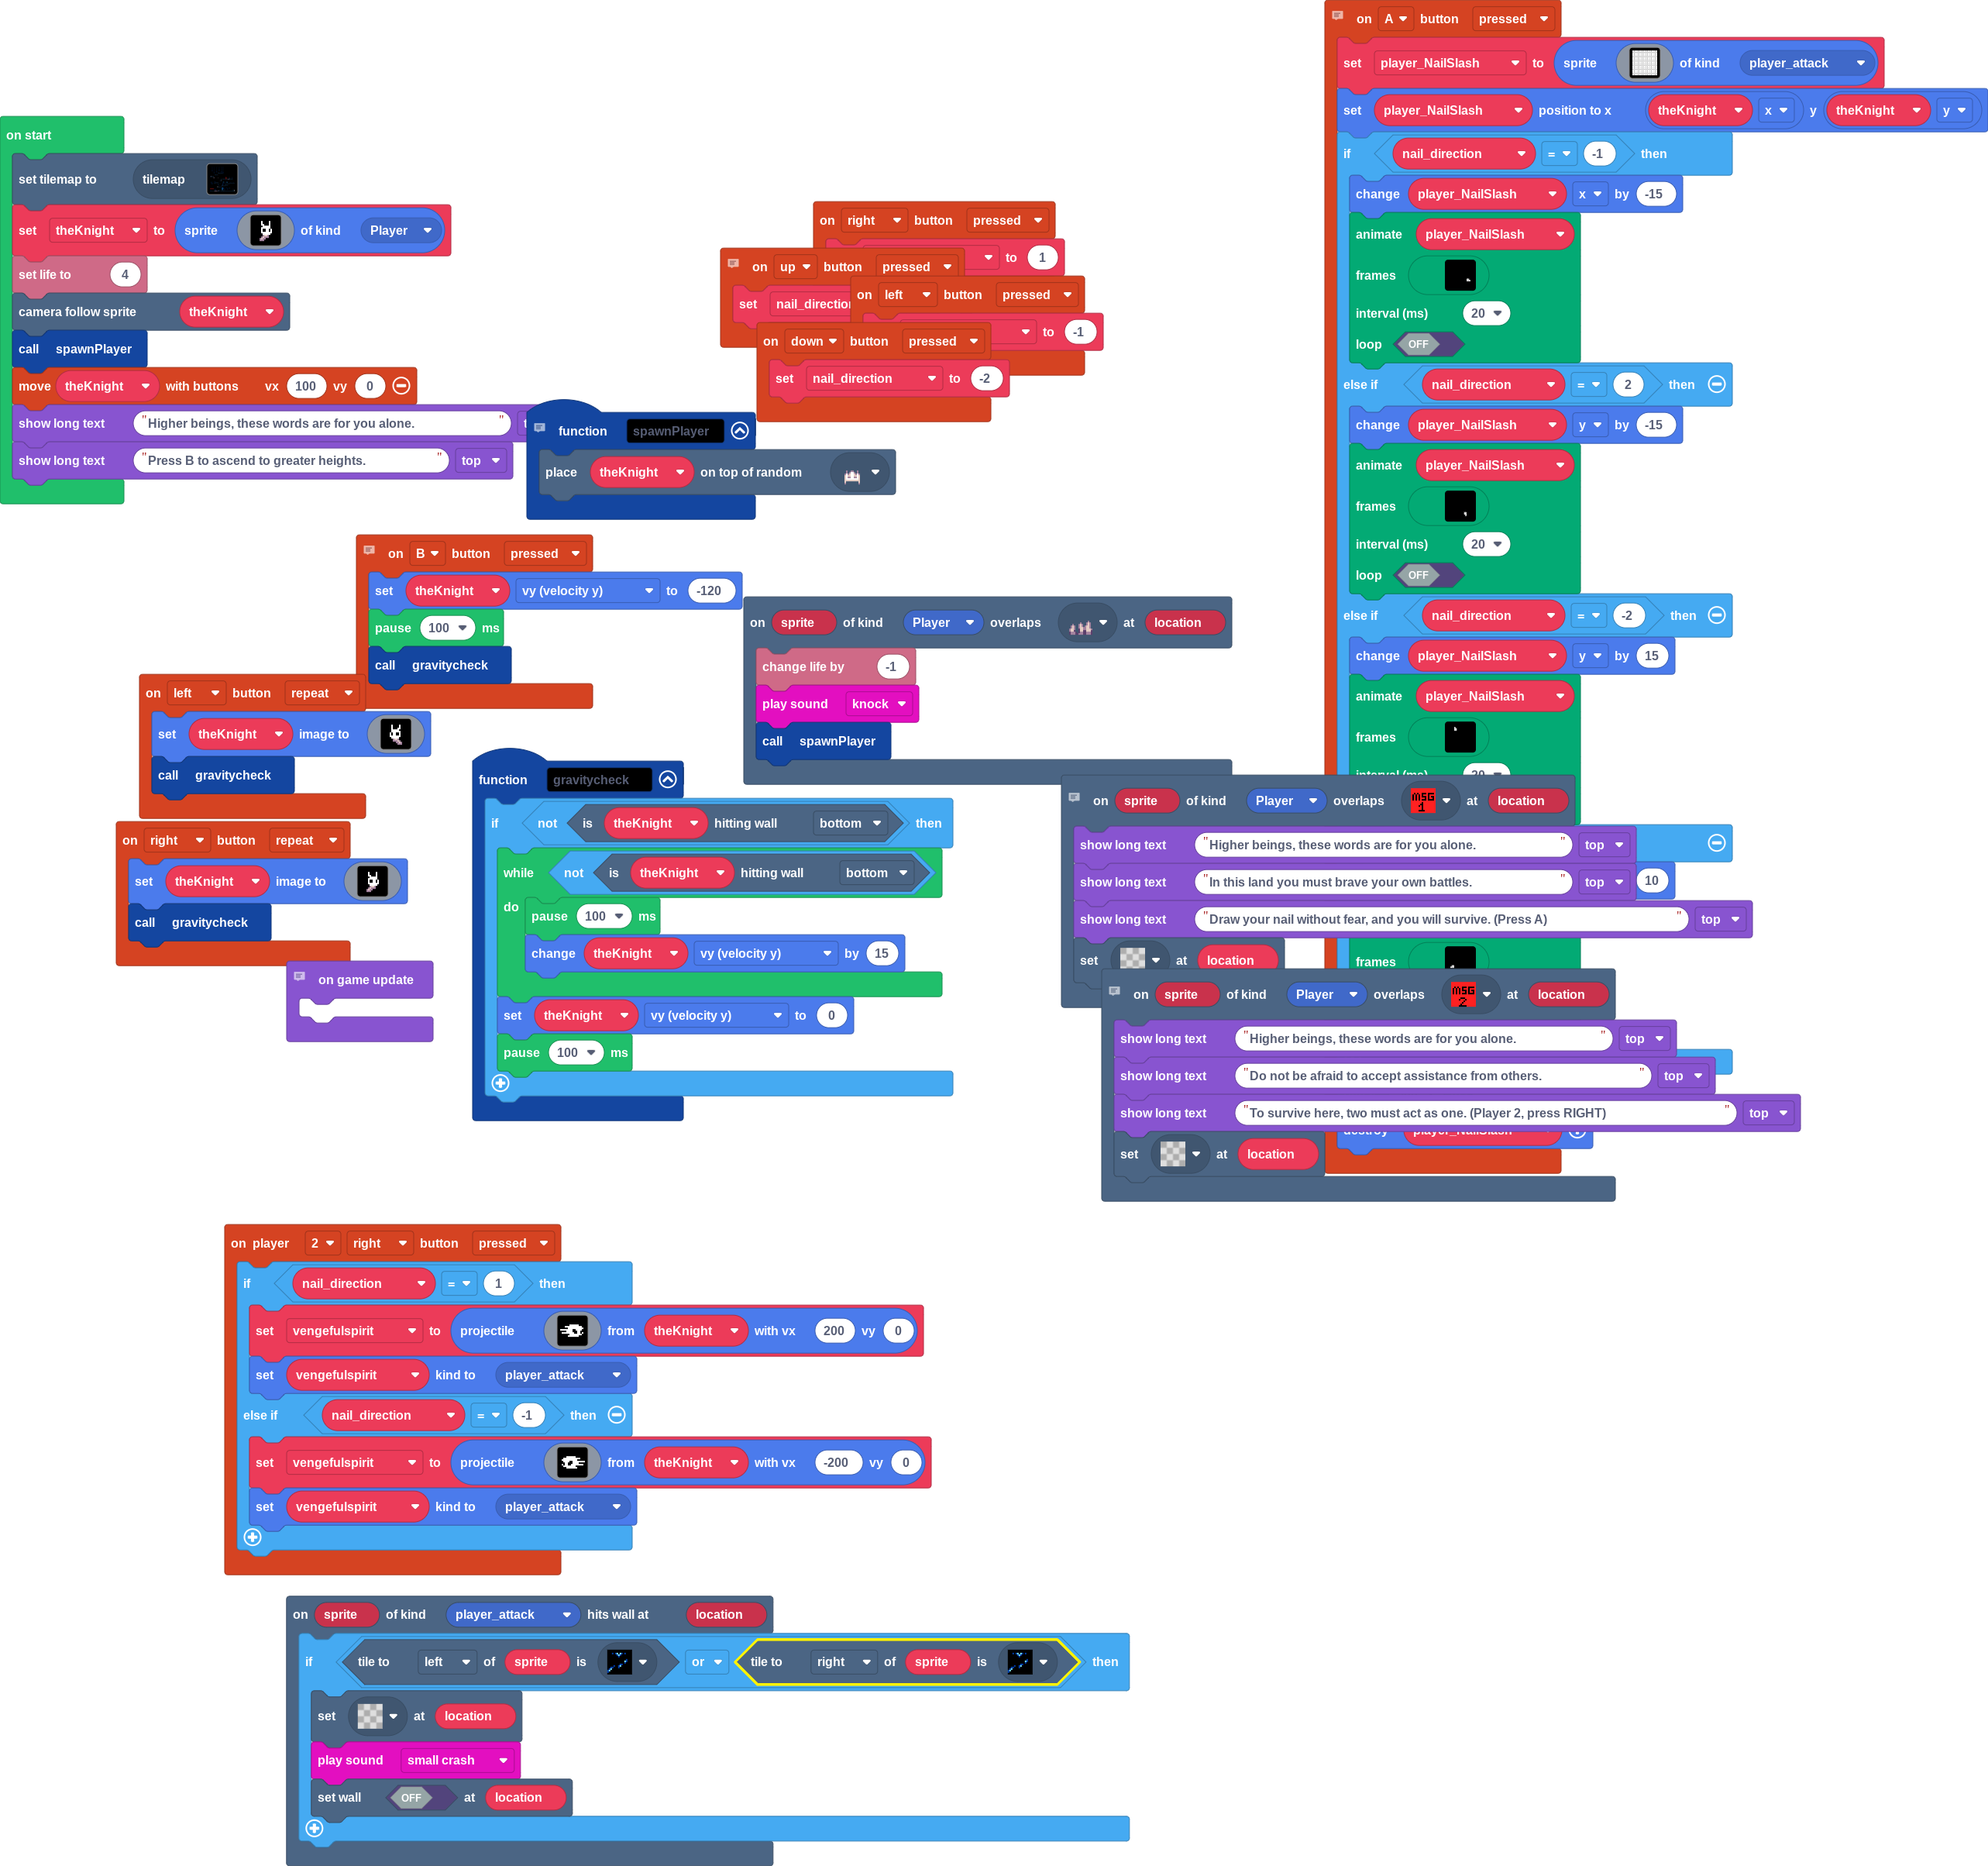 on start
set tilemap to tilemap
set theKnight to sprite of kind Player
set life to 4
camera follow sprite theKnight
call spawnPlayer
move theKnight with buttons vx 100 vy 0
show long text "Higher beings, these words are for you alone."
show long text "Press B to ascend to greater heights." top
on right button pressed
to 1
on up button pressed
set nail_direction
on left button pressed
to -1
on down button pressed
set nail_direction to -2
function spawnPlayer
place theKnight on top of random
on B button pressed
set theKnight vy (velocity y) to -120
pause 100 ms
call gravitycheck
on left button repeat
set theKnight image to
call gravitycheck
on right button repeat
set theKnight image to
call gravitycheck
on game update
function gravitycheck
if not is theKnight hitting wall bottom then
while not is theKnight hitting wall bottom
do
pause 100 ms
change theKnight vy (velocity y) by 15
set theKnight vy (velocity y) to 0
pause 100 ms
on sprite of kind Player overlaps at location
change life by -1
play sound knock
call spawnPlayer
on A button pressed
set player_NailSlash to sprite of kind player_attack
set player_NailSlash position to x theKnight x y theKnight y
if nail_direction = -1 then
change player_NailSlash x by -15
animate player_NailSlash
frames
interval (ms) 20
loop OFF
else if nail_direction = 2 then
change player_NailSlash y by -15
animate player_NailSlash
frames
interval (ms) 20
loop OFF
else if nail_direction = -2 then
change player_NailSlash y by 15
animate player_NailSlash
frames
interval (ms) 20
10
frames
destroy player_NailSlash
on sprite of kind Player overlaps MSG 1 at location
show long text "Higher beings, these words are for you alone." top
show long text "In this land you must brave your own battles." top
show long text "Draw your nail without fear, and you will survive. (Press A)" top
set at location
on sprite of kind Player overlaps MSG 2 at location
show long text "Higher beings, these words are for you alone." top
show long text "Do not be afraid to accept assistance from others." top
show long text "To survive here, two must act as one. (Player 2, press RIGHT)" top
set at location
on player 2 right button pressed
if nail_direction = 1 then
set vengefulspirit to projectile from theKnight with vx 200 vy 0
set vengefulspirit kind to player_attack
else if nail_direction = -1 then
set vengefulspirit to projectile from theKnight with vx -200 vy 0
set vengefulspirit kind to player_attack
on sprite of kind player_attack hits wall at location
if tile to left of sprite is or tile to right of sprite is then
set at location
play sound small crash
set wall OFF at location